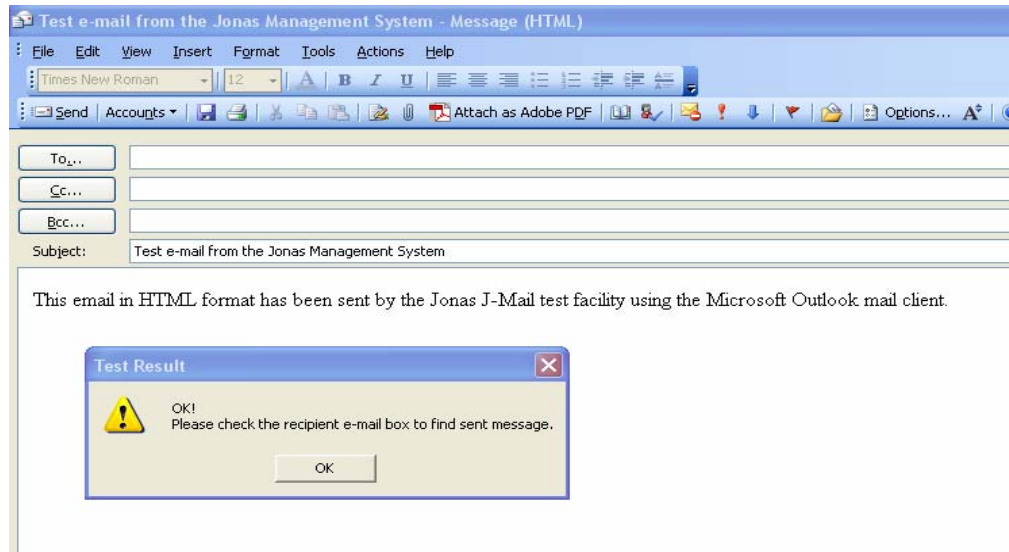 Test e-mail from the Jonas Management System - Message (HTML)
File Edit View Insert Format Tools Actions Help
Times New Roman 12 A B I U
Send Accounts Attach as Adobe PDF Options... A
To...
Cc...
Bcc...
Subject: Test e-mail from the Jonas Management System
This email in HTML format has been sent by the Jonas J-Mail test facility using the Microsoft Outlook mail client.
Test Result
OK!
Please check the recipient e-mail box to find sent message.
OK